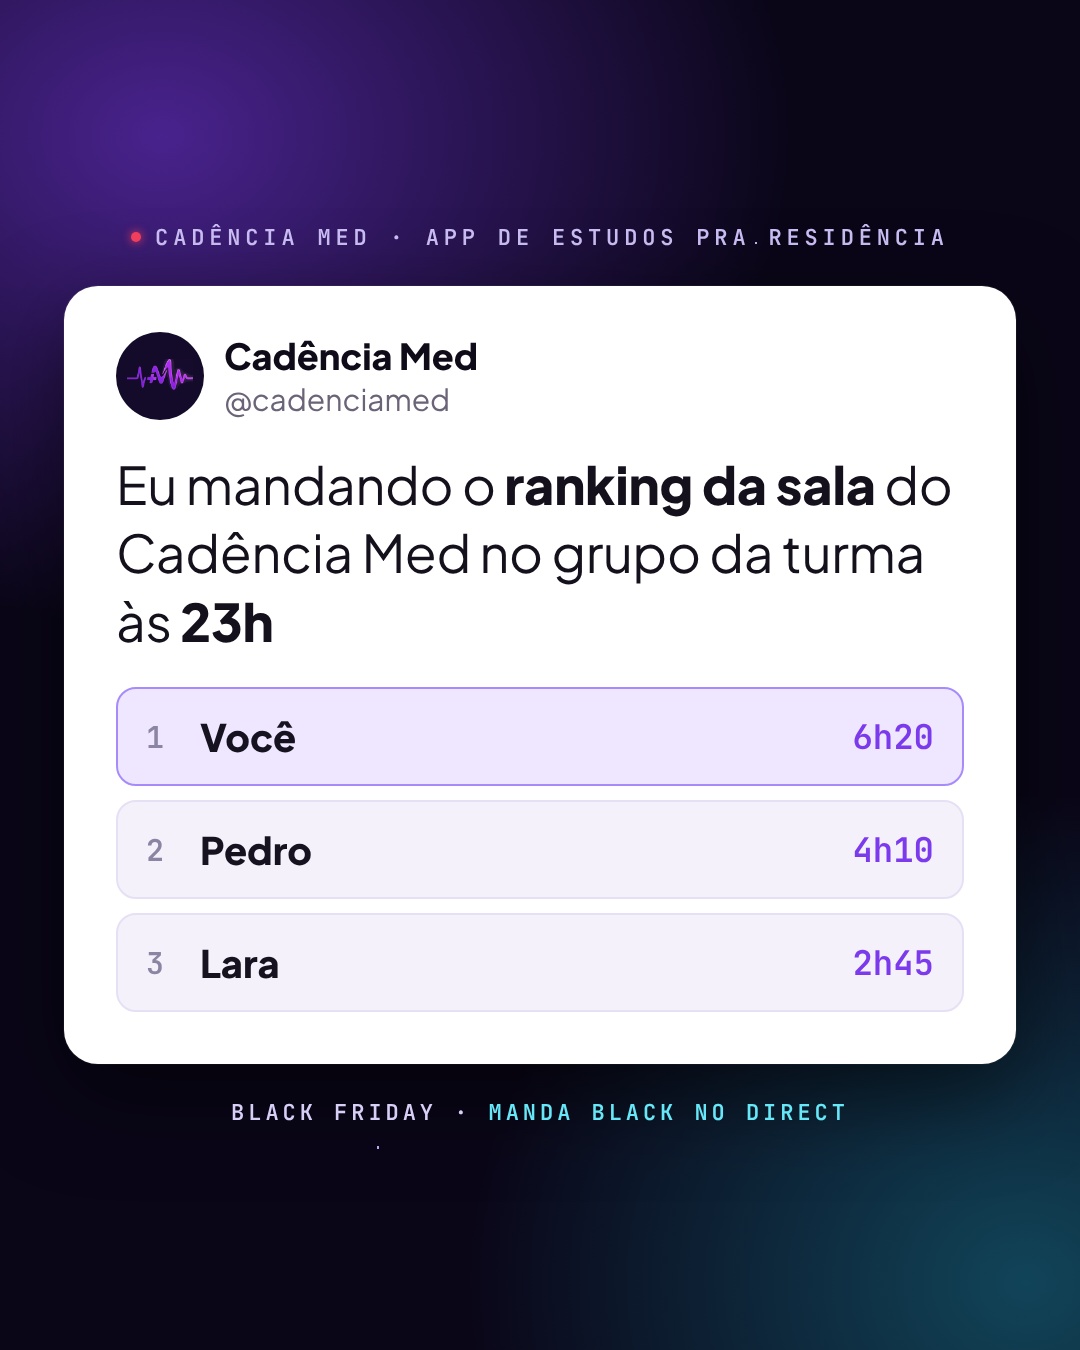 CADÊNCIA MED · APP DE ESTUDOS PRA RESIDÊNCIA
Cadência Med
@cadenciamed
Eu mandando o ranking da sala do
Cadência Med no grupo da turma
às 23h
1 Você 6h20
2 Pedro 4h10
3 Lara 2h45
BLACK FRIDAY · MANDA BLACK NO DIRECT